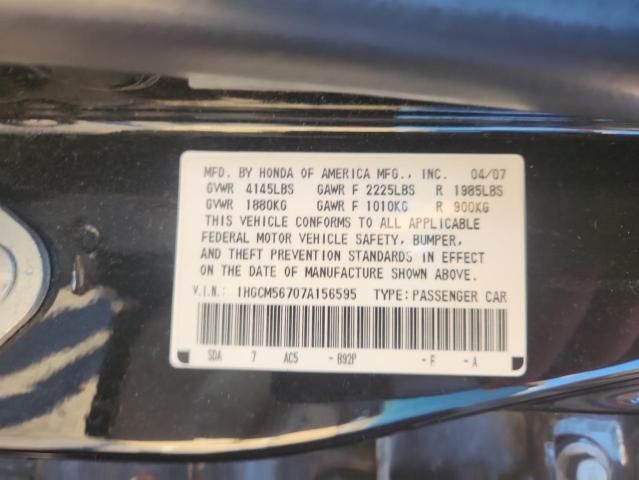 MFD. BY HONDA OF AMERICA MFG., INC. 04/07
GVWR 4145LBS GAWR F 2225LBS R 1985LBS
GVWR 1880KG GAWR F 1010KG R 900KG
THIS VEHICLE CONFORMS TO ALL APPLICABLE
FEDERAL MOTOR VEHICLE SAFETY, BUMPER,
AND THEFT PREVENTION STANDARDS IN EFFECT
ON THE DATE OF MANUFACTURE SHOWN ABOVE.
V.I.N.: 1HGCM56707A156595 TYPE: PASSENGER CAR
SDA 7 AC5 -B92P -F -A